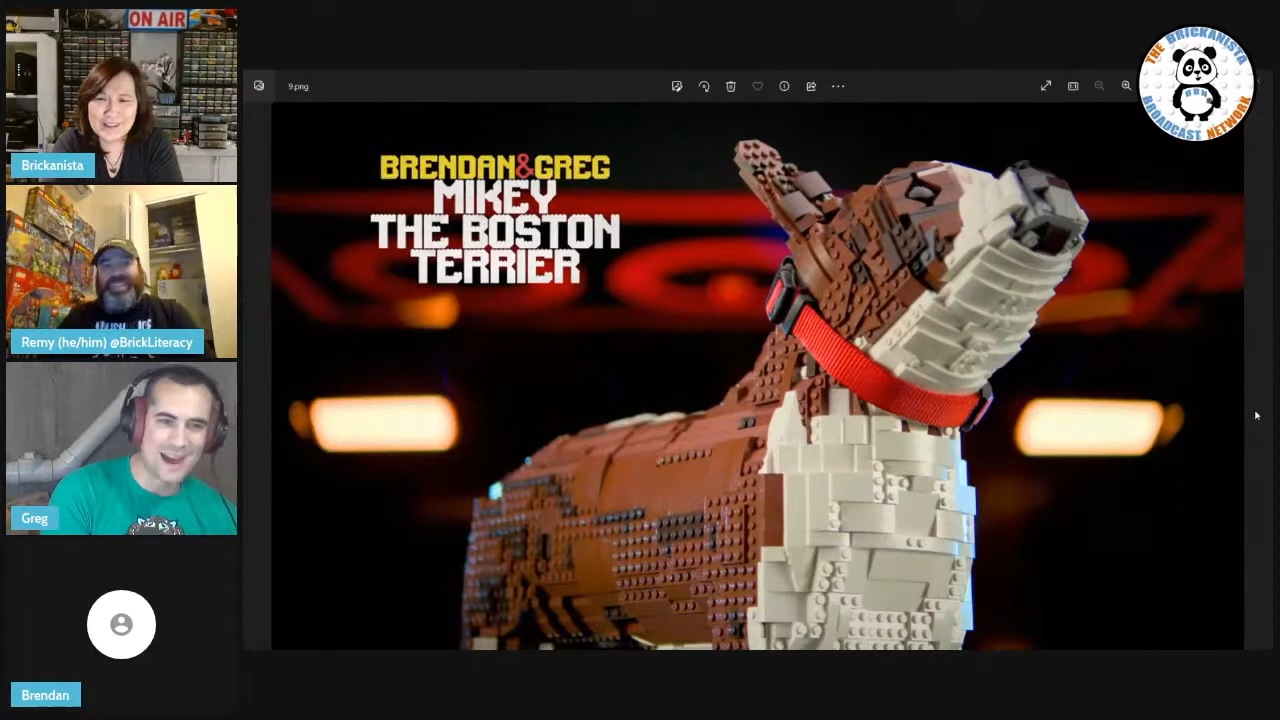 ON AIR
Brickanista
Remy (he/him) @BrickLiteracy
Greg
Brendan
9.png
BRENDAN&GREG
MIKEY
THE BOSTON
TERRIER
THE BRICKANISTA
BBN
BROADCAST NETWORK